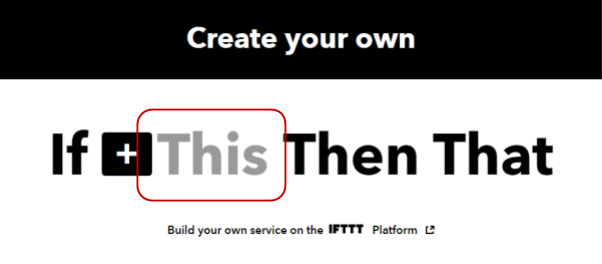 Create your own
If + This Then That
Build your own service on the IFTTT Platform